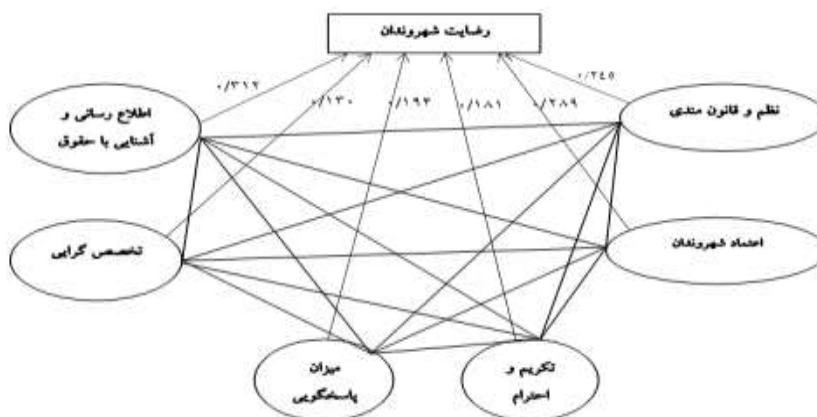 رضایت شهروندان
۰/۳۱۲
۰/۱۳۰
۰/۱۹۳
۰/۱۸۱
۰/۲۸۹
۰/۲٤٥
اطلاع رسانی و
آشنایی با حقوق
نظم و قانون مندی
تخصص گرایی
اعتماد شهروندان
میزان
پاسخگویی
تکریم و
احترام